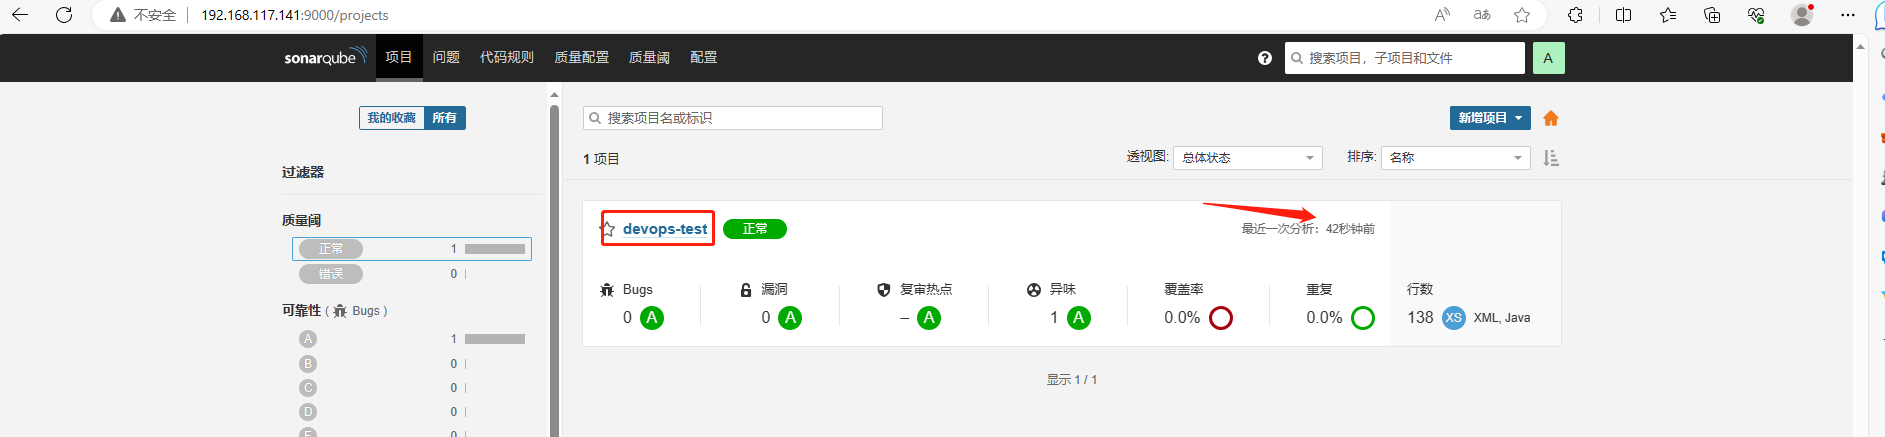 不安全 192.168.117.141:9000/projects
sonarqube 项目 问题 代码规则 质量配置 质量阈 配置 搜索项目，子项目和文件 A
我的收藏 所有
搜索项目名或标识 新增项目
1 项目 透视图: 总体状态 排序: 名称
过滤器
质量阈
正常 1
错误 0
可靠性 ( Bugs )
A 1
B 0
C 0
D 0
E 0
devops-test 正常 最近一次分析： 42秒钟前
Bugs 漏洞 复审热点 异味 覆盖率 重复 行数
0 A 0 A – A 1 A 0.0% 0.0% 138 XS XML, Java
显示 1 / 1